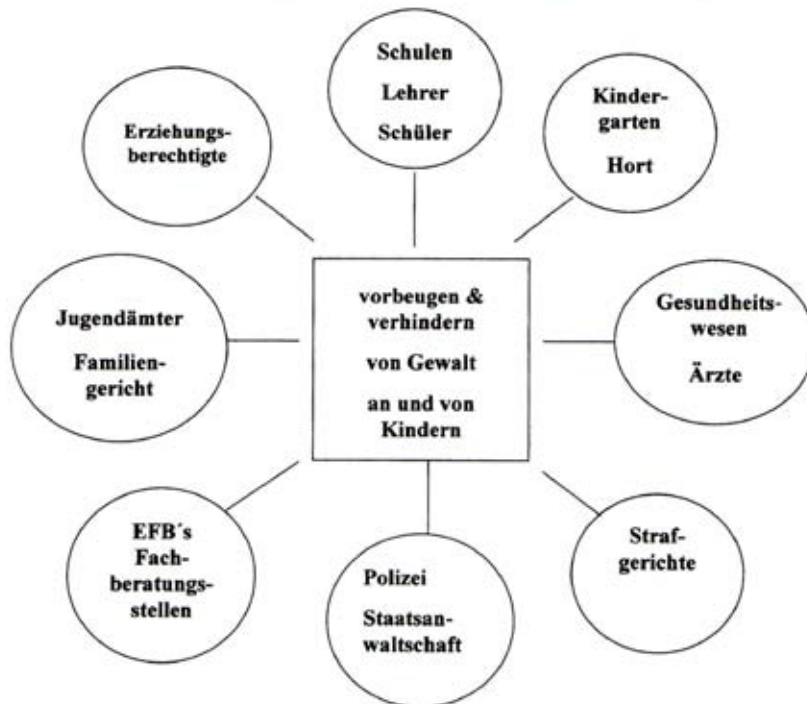 Schulen
Lehrer
Schüler
Kinder-
garten
Hort
Erziehungs-
berechtigte
Jugendämter
Familien-
gericht
vorbeugen &
verhindern
von Gewalt
an und von
Kindern
Gesundheits-
wesen
Ärzte
EFB´s
Fach-
beratungs-
stellen
Polizei
Staatsan-
waltschaft
Straf-
gerichte